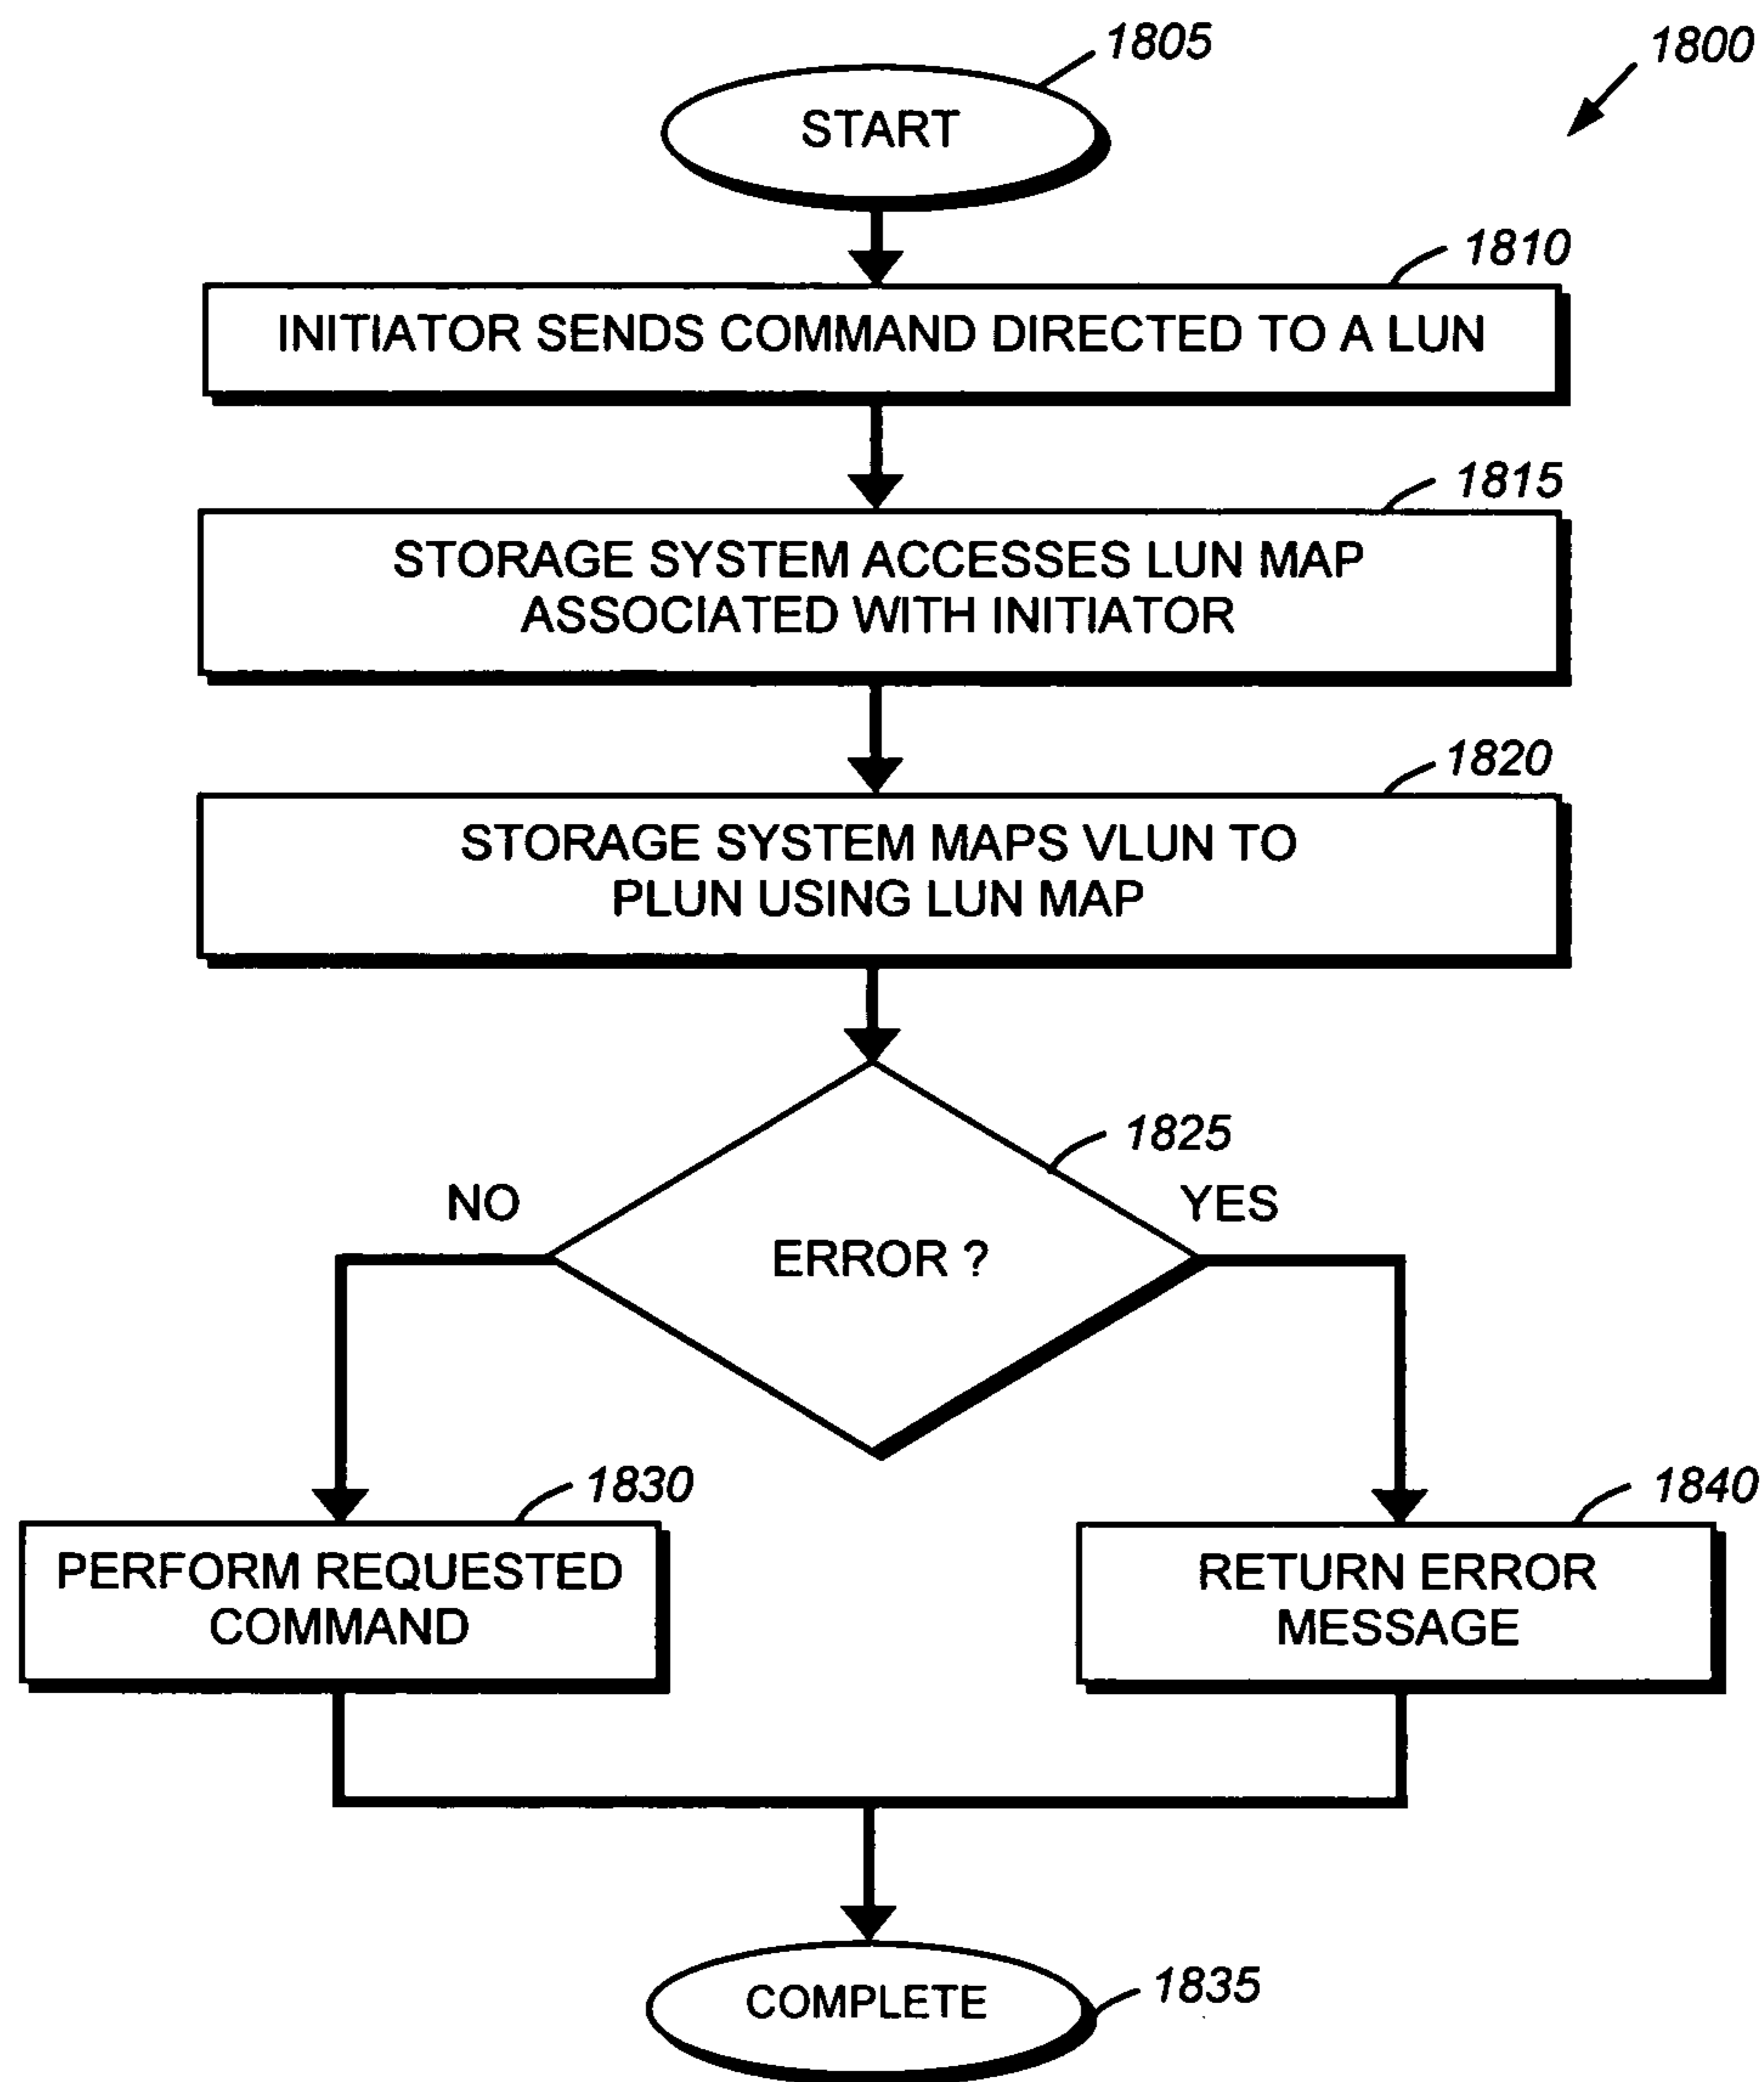 1805
1800
START
1810
INITIATOR SENDS COMMAND DIRECTED TO A LUN
1815
STORAGE SYSTEM ACCESSES LUN MAP
ASSOCIATED WITH INITIATOR
1820
STORAGE SYSTEM MAPS VLUN TO
PLUN USING LUN MAP
1825
NO
YES
ERROR ?
1830
1840
PERFORM REQUESTED
COMMAND
RETURN ERROR
MESSAGE
COMPLETE
1835